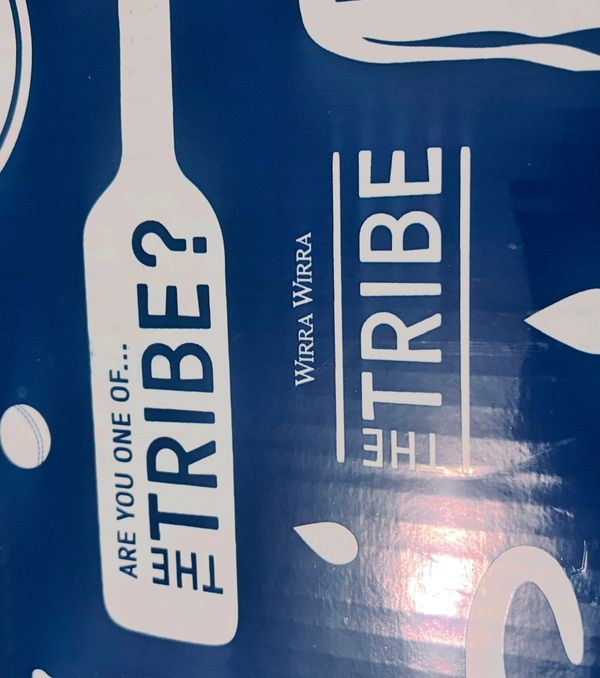 ARE YOU ONE OF...
THE TRIBE?
WIRRA WIRRA
THE TRIBE